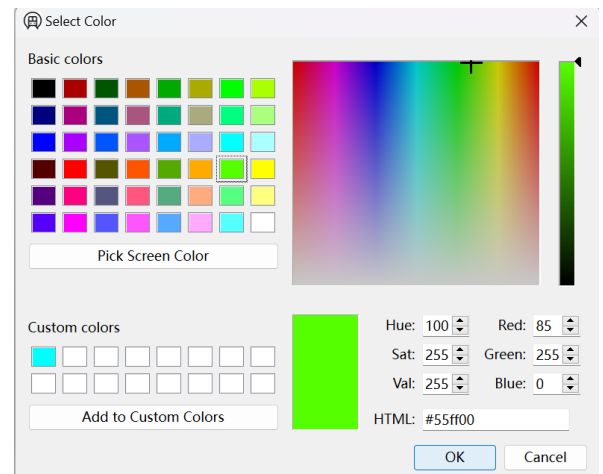 Select Color
Basic colors
Pick Screen Color
Custom colors
Add to Custom Colors
Hue: 100 Red: 85
Sat: 255 Green: 255
Val: 255 Blue: 0
HTML: #55ff00
OK Cancel